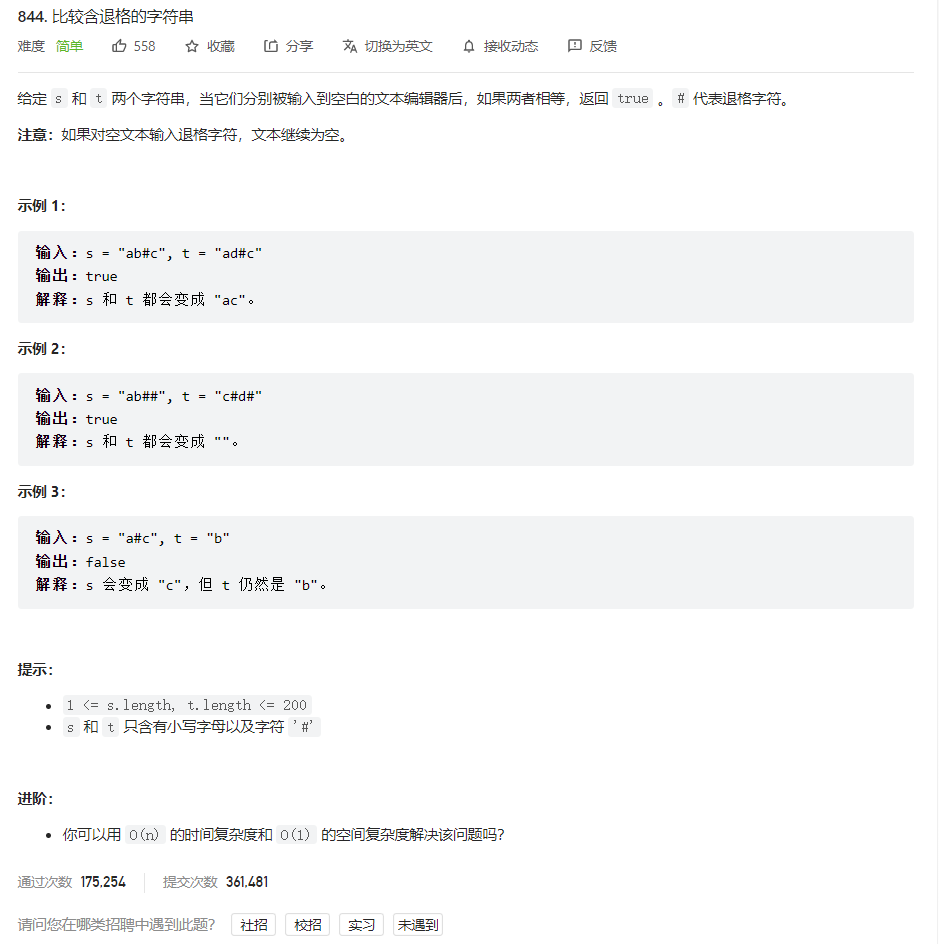 844. 比较含退格的字符串
难度 简单 558 收藏 分享 切换为英文 接收动态 反馈
给定 s 和 t 两个字符串，当它们分别被输入到空白的文本编辑器后，如果两者相等，返回 true 。# 代表退格字符。
注意：如果对空文本输入退格字符，文本继续为空。
示例 1：
输入：s = "ab#c", t = "ad#c"
输出：true
解释：s 和 t 都会变成 "ac"。
示例 2：
输入：s = "ab##", t = "c#d#"
输出：true
解释：s 和 t 都会变成 ""。
示例 3：
输入：s = "a#c", t = "b"
输出：false
解释：s 会变成 "c"，但 t 仍然是 "b"。
提示：
• 1 <= s.length, t.length <= 200
• s 和 t 只含有小写字母以及字符 '#'
进阶：
• 你可以用 O(n) 的时间复杂度和 O(1) 的空间复杂度解决该问题吗？
通过次数 175,254 提交次数 361,481
请问您在哪类招聘中遇到此题？ 社招 校招 实习 未遇到